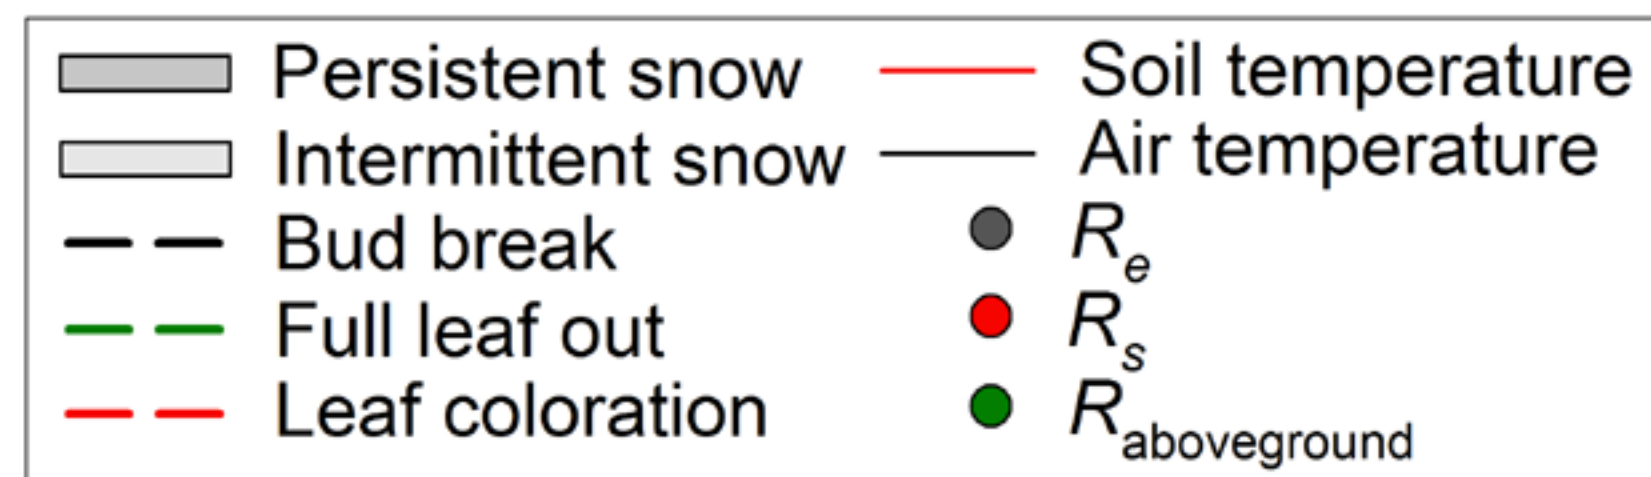 Persistent snow
Intermittent snow
Bud break
Full leaf out
Leaf coloration
Soil temperature
Air temperature
Re
Rs
Raboveground